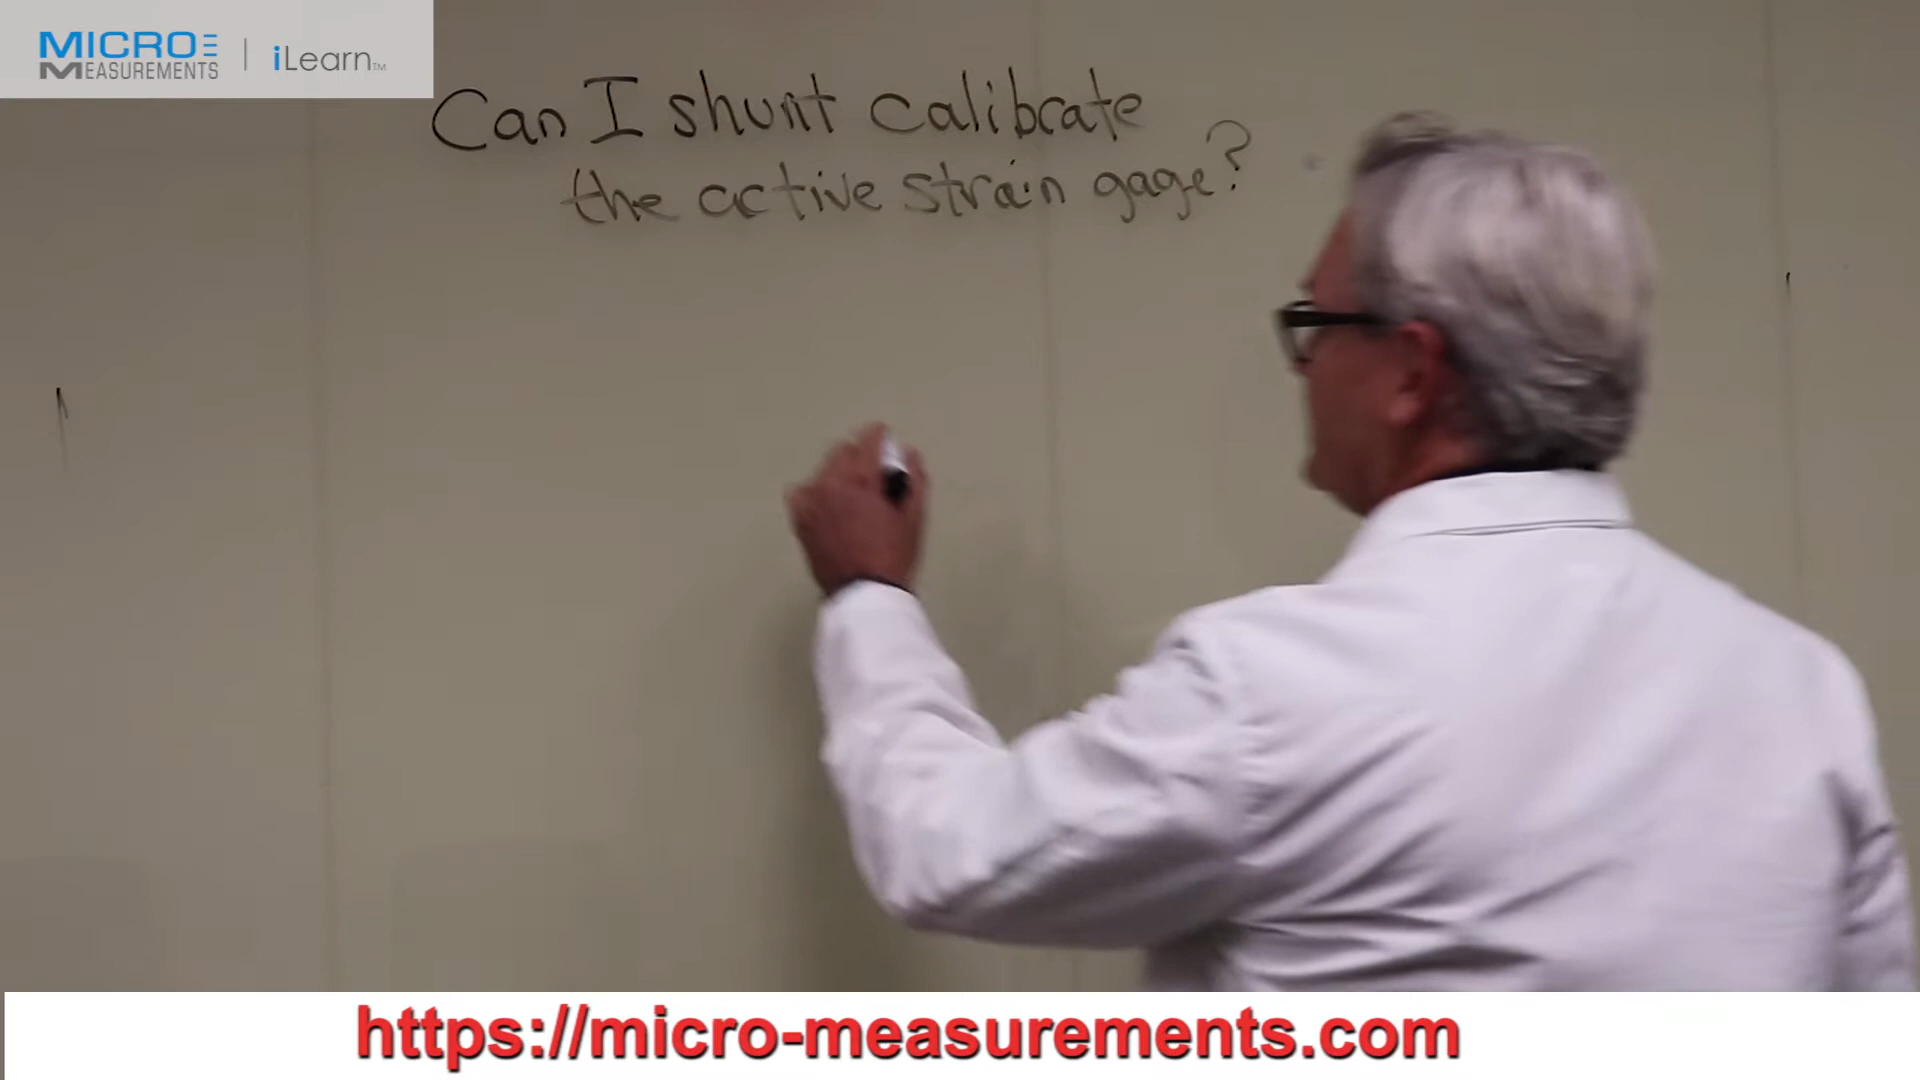 MICRO
MEASUREMENTS | iLearn™
Can I shunt calibrate
the active strain gage?
https://micro-measurements.com